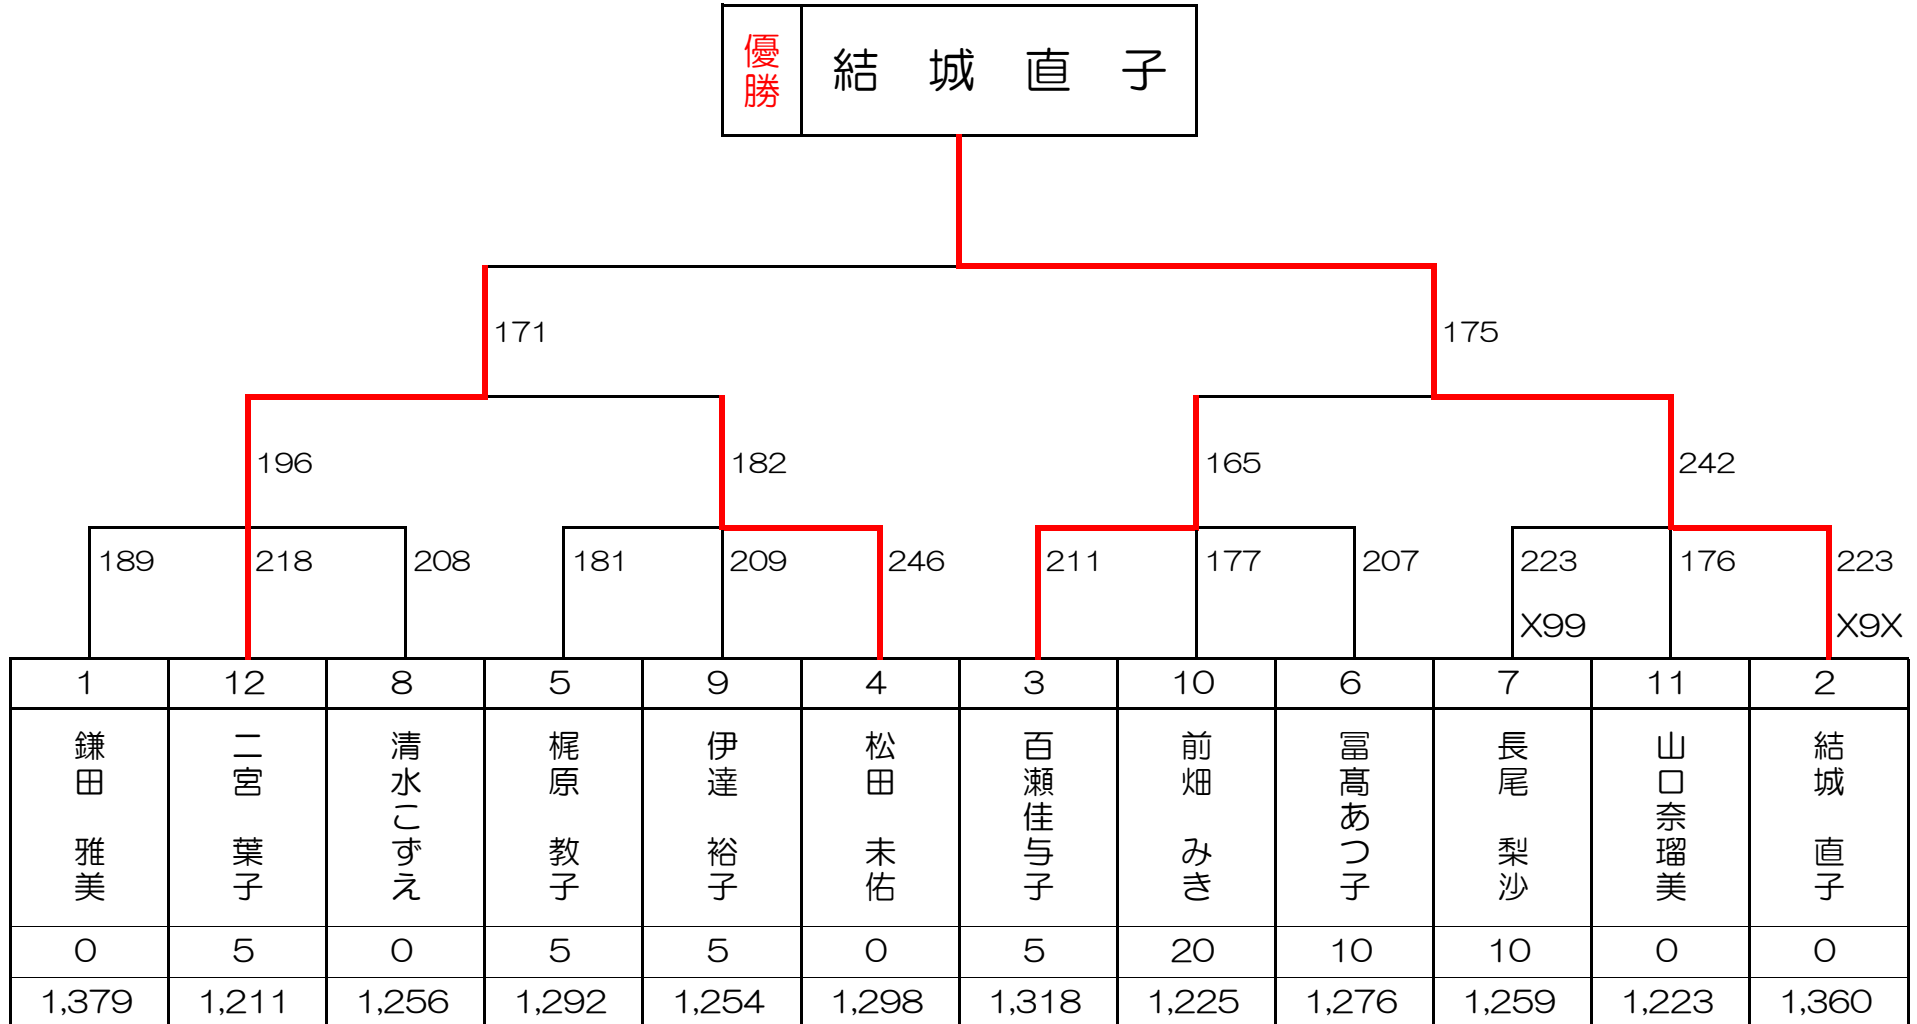 優勝
結城直子
171 175
196 182 165 242
189 218 208 181 209 246 211 177 207 223 176 223
X99 X9X
1 12 8 5 9 4 3 10 6 7 11 2
鎌田 雅美
二宮 葉子
清水こずえ
梶原 教子
伊達 裕子
松田 未佑
百瀬佳与子
前畑 みき
冨髙あつ子
長尾 梨沙
山口奈瑠美
結城 直子
0 5 0 5 5 0 5 20 10 10 0 0
1,379 1,211 1,256 1,292 1,254 1,298 1,318 1,225 1,276 1,259 1,223 1,360